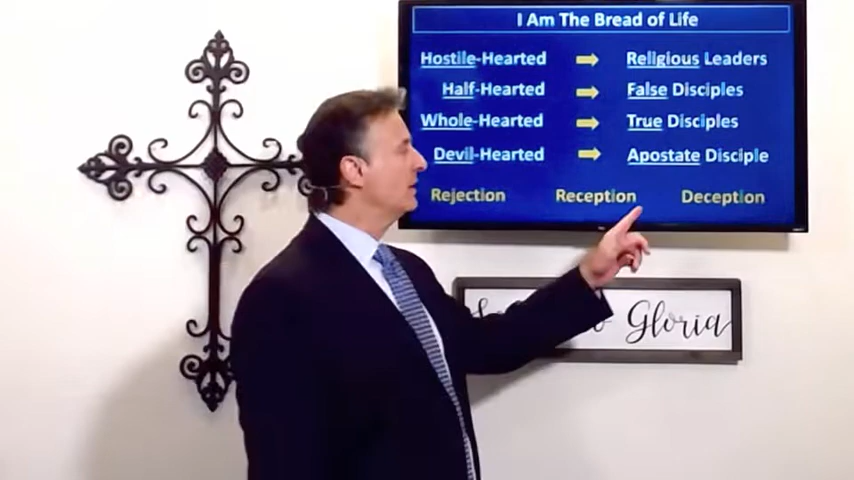 I Am The Bread of Life
Hostile-Hearted Religious Leaders
Half-Hearted False Disciples
Whole-Hearted True Disciples
Devil-Hearted Apostate Disciple
Rejection Reception Deception
Gloria